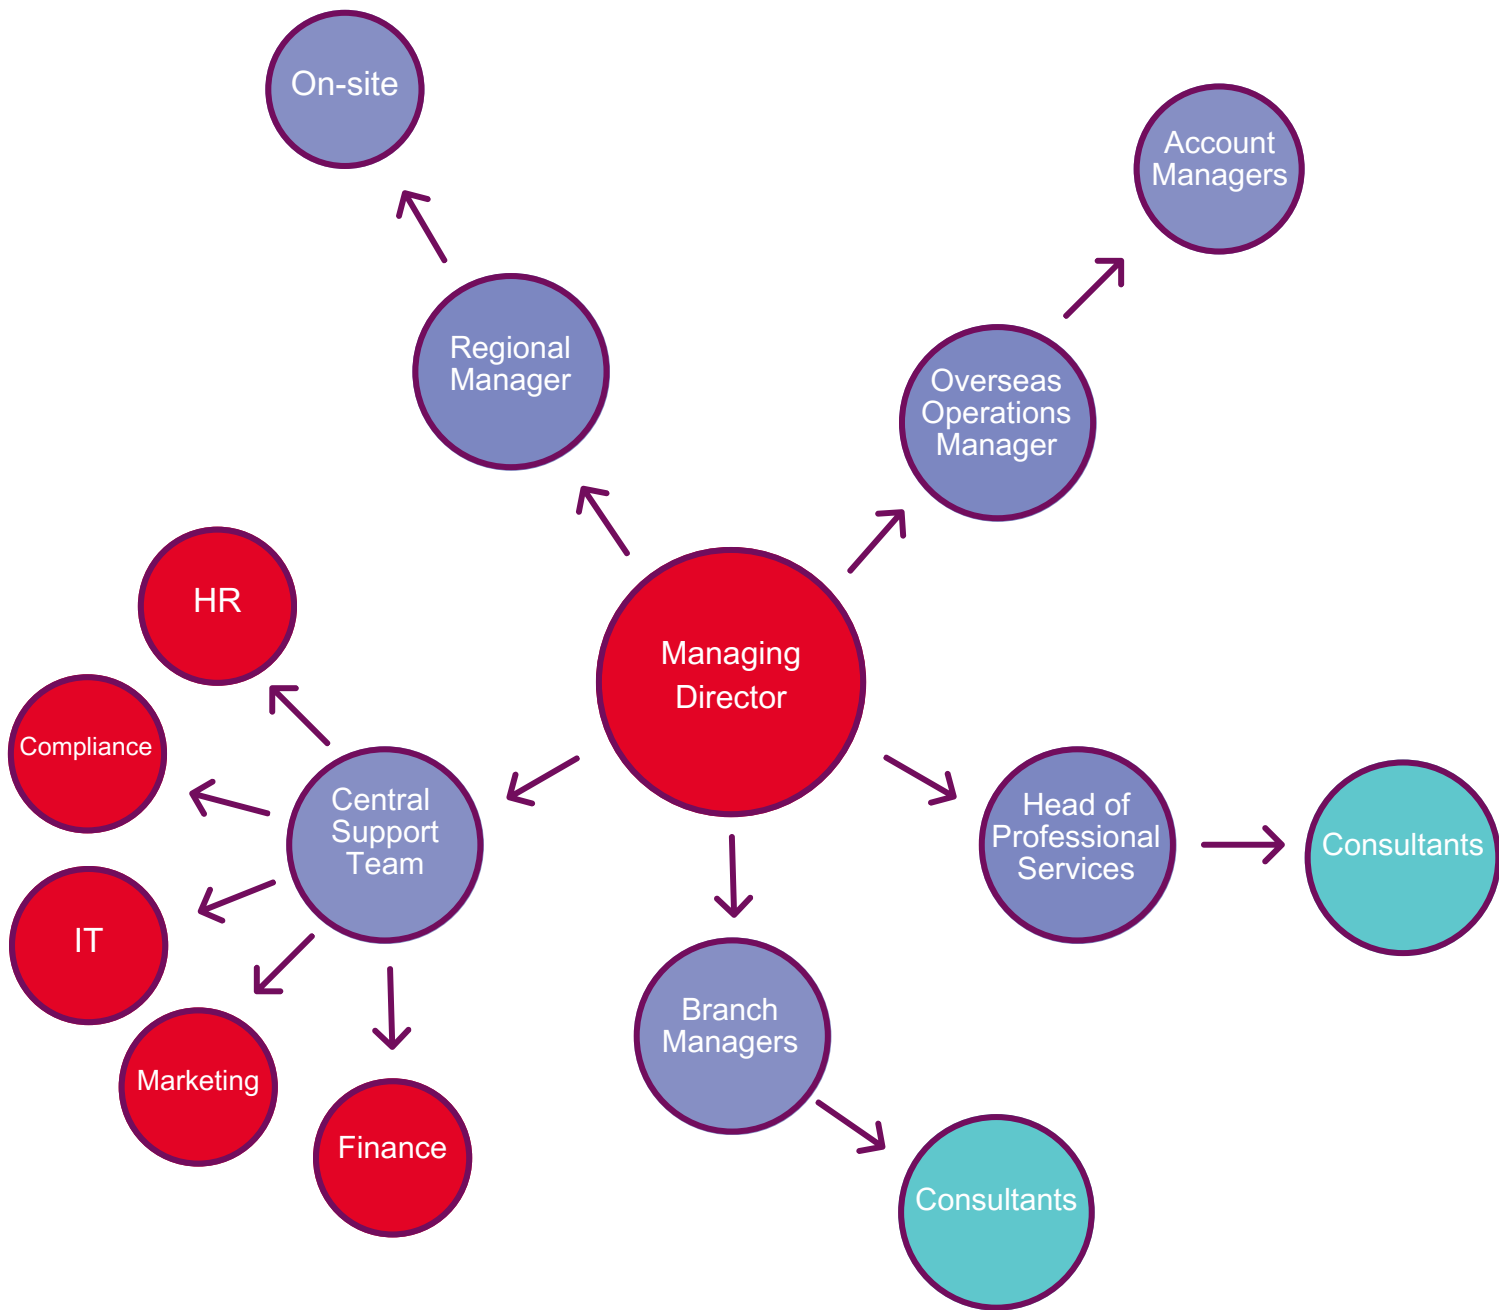 On-site
Account
Managers
Regional
Manager
Overseas
Operations
Manager
HR
Managing
Director
Compliance
Central
Support
Team
Head of
Professional
Services
Consultants
IT
Branch
Managers
Marketing
Finance
Consultants